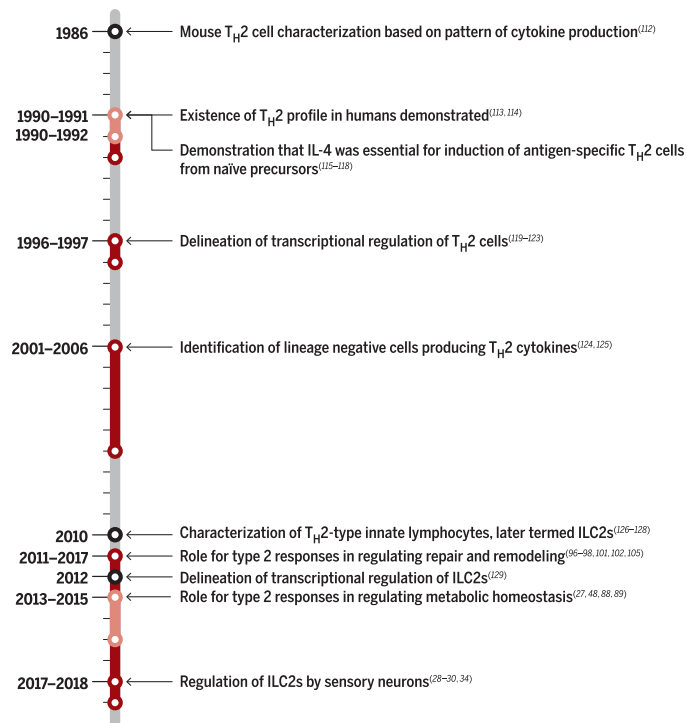 1986 Mouse TH2 cell characterization based on pattern of cytokine production(112)
1990–1991 Existence of TH2 profile in humans demonstrated(113, 114)
1990–1992 Demonstration that IL-4 was essential for induction of antigen-specific TH2 cells
from naïve precursors(115–118)
1996–1997 Delineation of transcriptional regulation of TH2 cells(119–123)
2001–2006 Identification of lineage negative cells producing TH2 cytokines(124, 125)
2010 Characterization of TH2-type innate lymphocytes, later termed ILC2s(126–128)
2011–2017 Role for type 2 responses in regulating repair and remodeling(96–98, 101, 102, 105)
2012 Delineation of transcriptional regulation of ILC2s(129)
2013–2015 Role for type 2 responses in regulating metabolic homeostasis(27, 48, 88, 89)
2017–2018 Regulation of ILC2s by sensory neurons(28–30, 34)